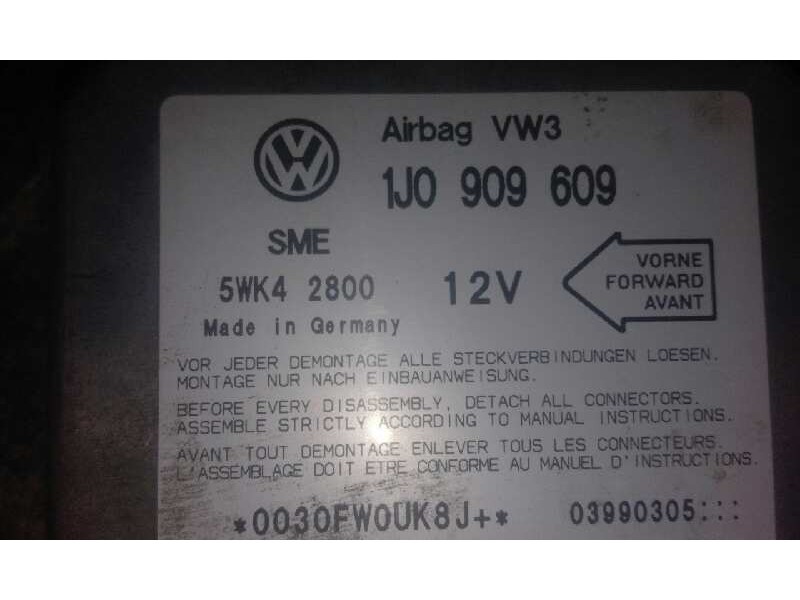 Airbag VW3
1J0 909 609
SME
5WK4 2800
12V
VORNE
FORWARD
AVANT
Made in Germany
VOR JEDER DEMONTAGE ALLE STECKVERBINDUNGEN LOESEN.
MONTAGE NUR NACH EINBAUANWEISUNG.
BEFORE EVERY DISASSEMBLY, DETACH ALL CONNECTORS.
ASSEMBLE STRICTLY ACCORDING TO MANUAL INSTRUCTIONS.
AVANT TOUT DEMONTAGE ENLEVER TOUS LES CONNECTEURS.
L'ASSEMBLAGE DOIT ETRE CONFORME AU MANUEL D'INSTRUCTIONS.
*0030FW0UK8J+* 03990305:::